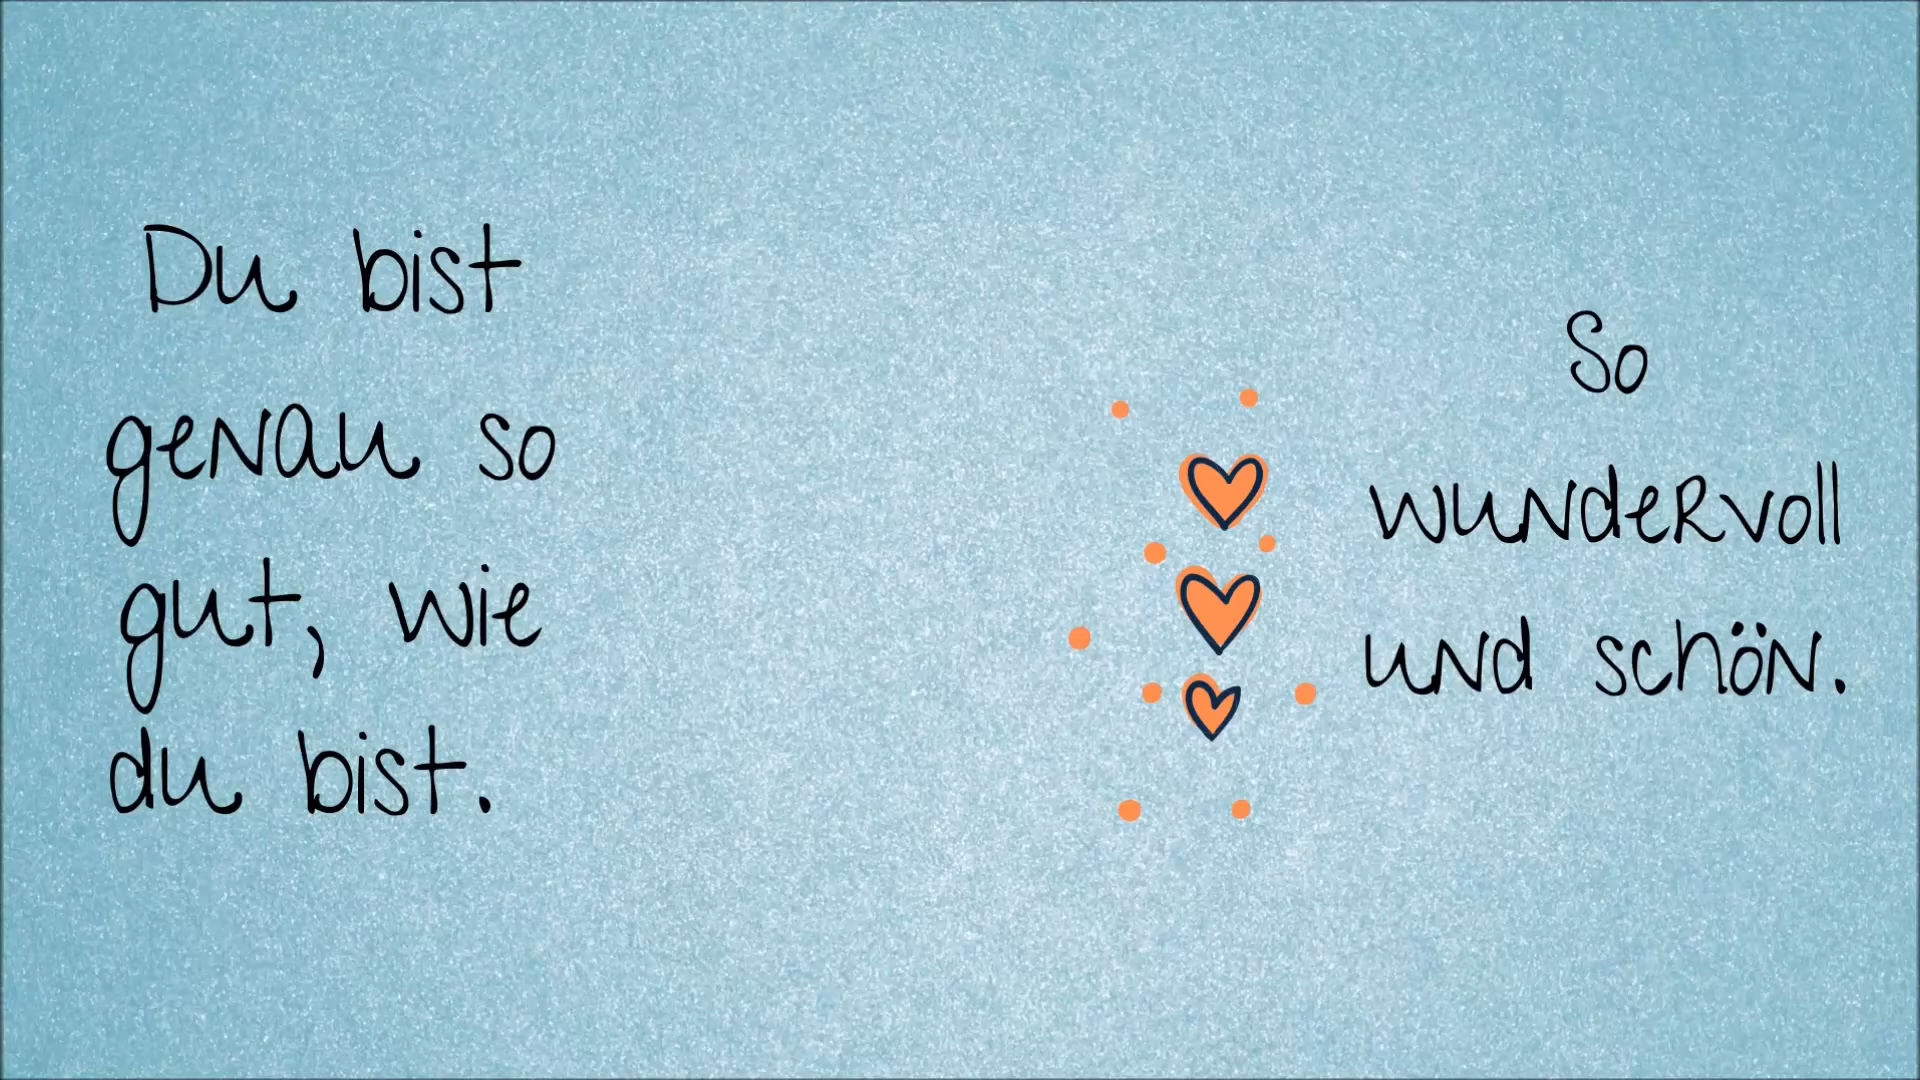 Du bist
genau so
gut, wie
du bist.
So
wundervoll
und schön.